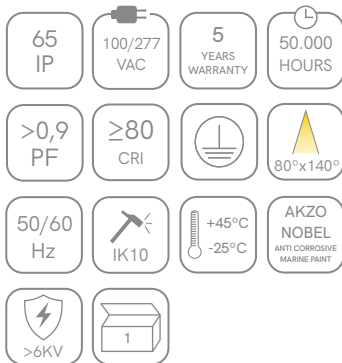 65
IP
100/277
VAC
5
YEARS
WARRANTY
50.000
HOURS
>0,9
PF
≥80
CRI
80°x140°
50/60
Hz
IK10
+45°C
-25°C
AKZO
NOBEL
ANTI CORROSIVE
MARINE PAINT
>6KV
1